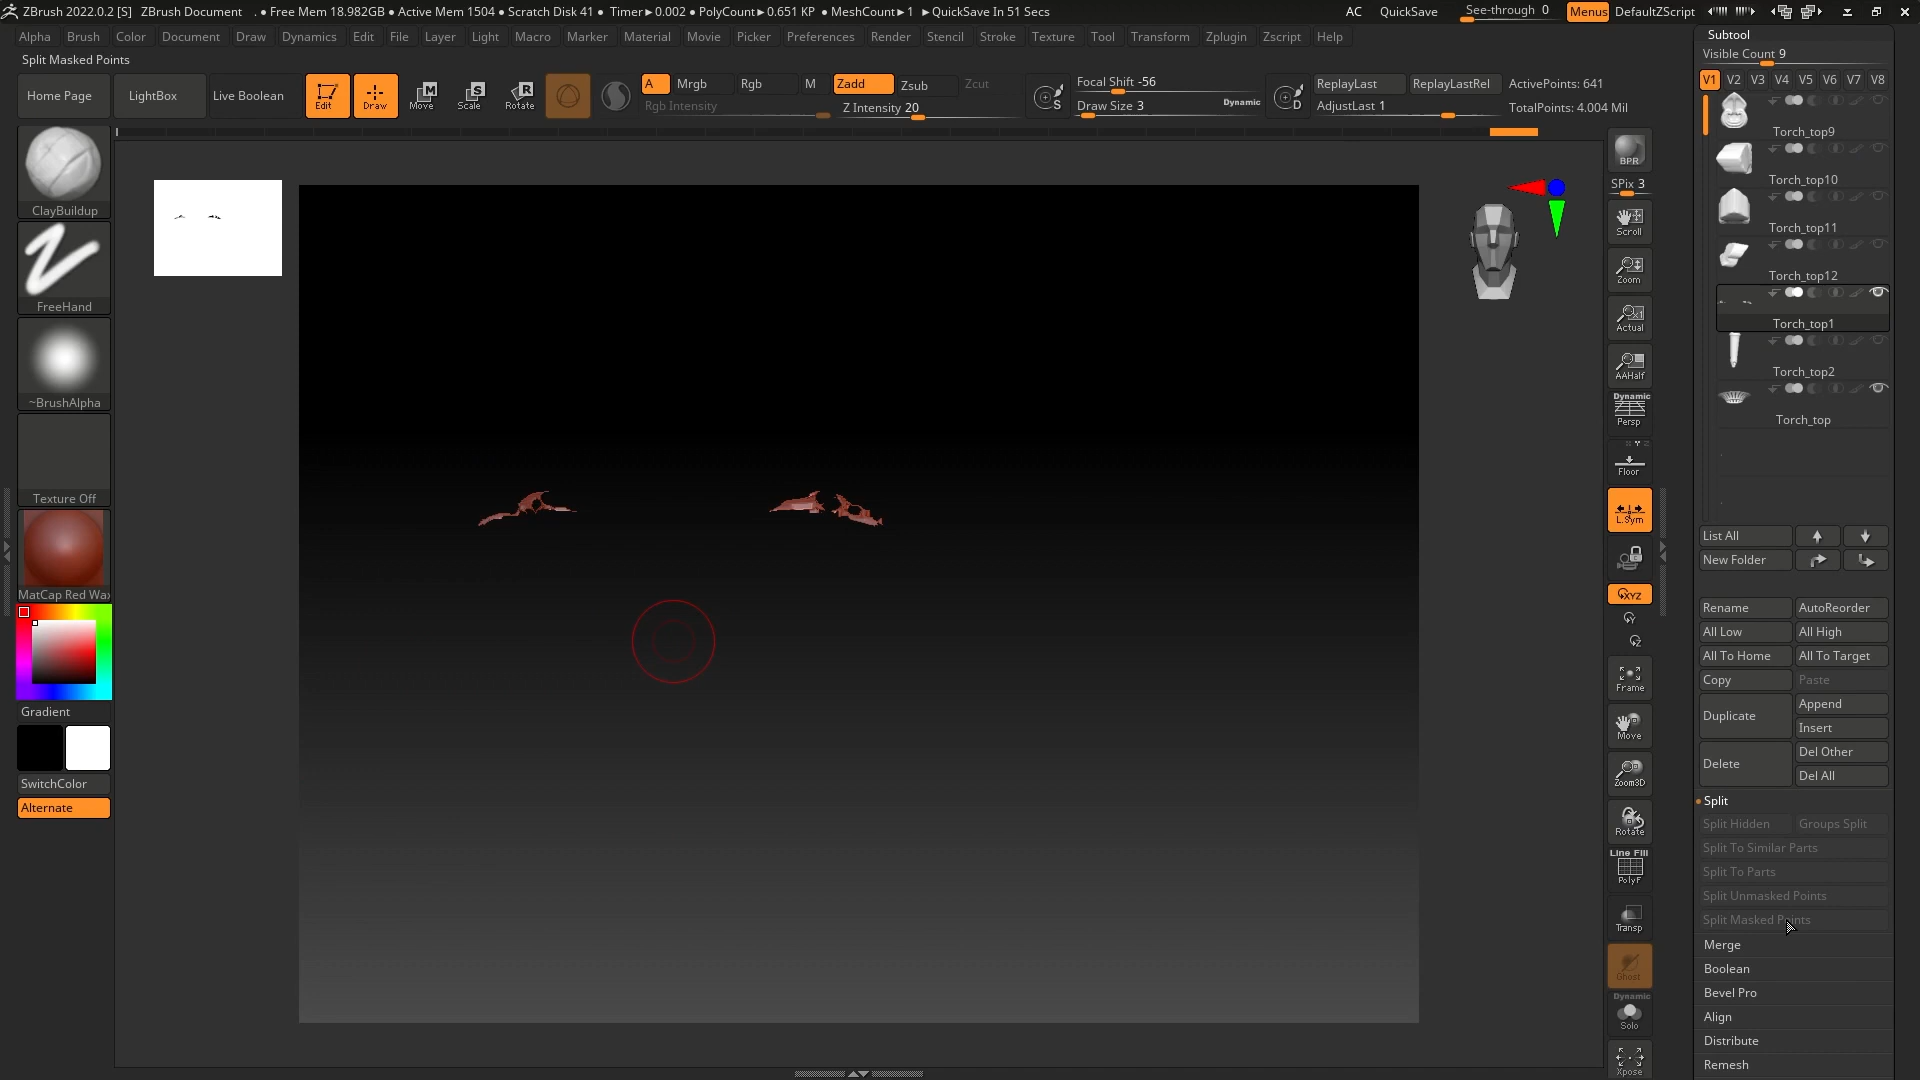 ZBrush 2022.0.2 [S] ZBrush Document . ● Free Mem 18.982GB ● Active Mem 1504 ● Scratch Disk 41 ● Timer►0.002 ● PolyCount►0.651 KP ● MeshCount►1 ►QuickSave In 51 Secs AC QuickSave See-through 0 Menus DefaultZScript
Alpha Brush Color Document Draw Dynamics Edit File Layer Light Macro Marker Material Movie Picker Preferences Render Stencil Stroke Texture Tool Transform Zplugin Zscript Help
Split Masked Points
Home Page LightBox Live Boolean Edit Draw Move Scale Rotate
A Mrgb Rgb M Zadd Zsub Zcut
Rgb Intensity Z Intensity 20
Focal Shift -56
Draw Size 3 Dynamic
S D
ReplayLast ReplayLastRel ActivePoints: 641
AdjustLast 1 TotalPoints: 4.004 Mil
ClayBuildup
FreeHand
~BrushAlpha
Texture Off
MatCap Red Wax
Gradient
SwitchColor
Alternate
BPR
SPix 3
Scroll
Zoom
Actual
AAHalf
Dynamic
Persp
Floor
L.Sym
XYZ
Y
Z
Frame
Move
Zoom3D
Rotate
Line Fill
PolyF
Transp
Ghost
Dynamic
Solo
Xpose
Subtool
Visible Count 9
V1 V2 V3 V4 V5 V6 V7 V8
Torch_top9
Torch_top10
Torch_top11
Torch_top12
Torch_top1
Torch_top2
Torch_top
List All
New Folder
Rename AutoReorder
All Low All High
All To Home All To Target
Copy Paste
Duplicate Append
Insert
Delete Del Other
Del All
Split
Split Hidden Groups Split
Split To Similar Parts
Split To Parts
Split Unmasked Points
Split Masked Points
Merge
Boolean
Bevel Pro
Align
Distribute
Remesh